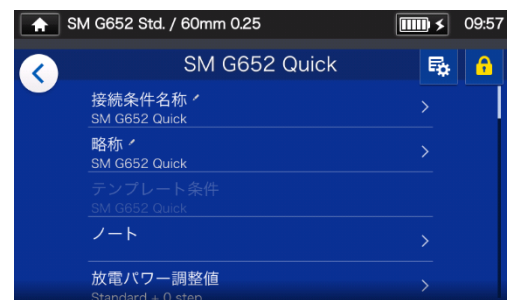 SM G652 Std. / 60mm 0.25
09:57
SM G652 Quick
接続条件名称
SM G652 Quick
略称
SM G652 Quick
テンプレート条件
SM G652 Quick
ノート
放電パワー調整値
Standard + 0 step